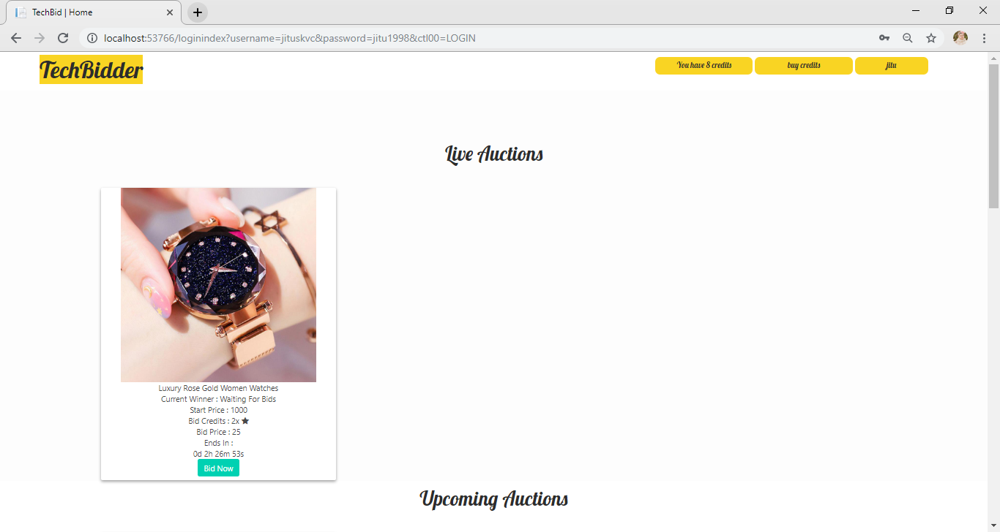 TechBid | Home
localhost:53766/loginindex?username=jituskvc&password=jitu1998&ctl00=LOGIN
TechBidder
You have 8 credits
buy credits
jitu
Live Auctions
Luxury Rose Gold Women Watches
Current Winner : Waiting For Bids
Start Price : 1000
Bid Credits : 2x ★
Bid Price : 25
Ends In :
0d 2h 26m 53s
Bid Now
Upcoming Auctions